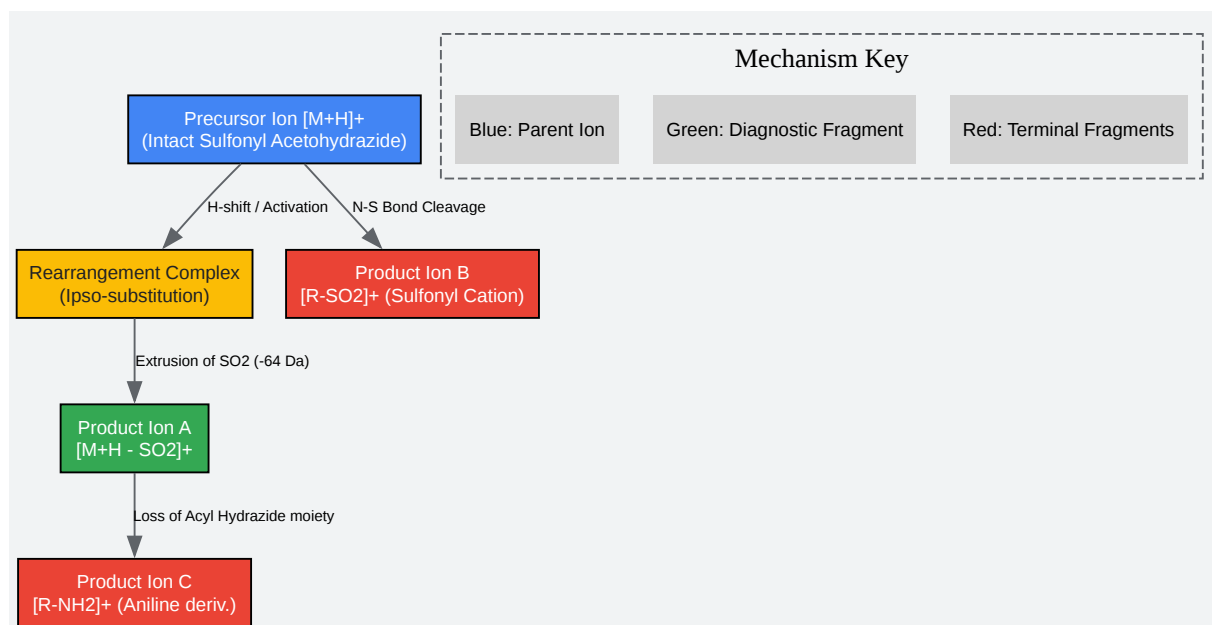 Mechanism Key
Blue: Parent Ion
Green: Diagnostic Fragment
Red: Terminal Fragments
Precursor Ion [M+H]+
(Intact Sulfonyl Acetohydrazide)
H-shift / Activation
N-S Bond Cleavage
Rearrangement Complex
(Ipso-substitution)
Product Ion B
[R-SO2]+ (Sulfonyl Cation)
Extrusion of SO2 (-64 Da)
Product Ion A
[M+H - SO2]+
Loss of Acyl Hydrazide moiety
Product Ion C
[R-NH2]+ (Aniline deriv.)